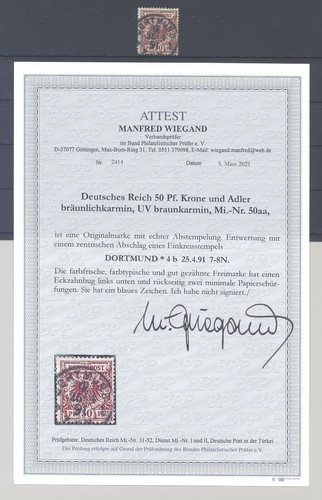 ATTEST
MANFRED WIEGAND
Verbandsprüfer
im Bund Philatelistischer Prüfer e. V.
D-37077 Göttingen, Max-Born-Ring 31, Tel. 0551 379098, E-Mail: wiegand.manfred@web.de
Nr. 2414 Datum 5. März 2021
Deutsches Reich 50 Pf. Krone und Adler
bräunlichkarmin, UV braunkarmin, Mi.-Nr. 50aa,
ist eine Originalmarke mit echter Abstempelung. Entwertung mit
einem zentrischen Abschlag eines Einkreisstempels
DORTMUND * 4 b 25.4.91 7-8N.
Die farbfrische, farbtypische und gut gezähnte Freimarke hat einen
Eckzahnbug links unten und rückseitig zwei minimale Papierschür-
fungen. Sie hat ein blaues Zeichen. Ich habe nicht signiert./
REICHSPOST
Prüfgebiete: Deutsches Reich Mi.-Nr. 31-52, Dienst Mi.-Nr. I und II, Deutsche Post in der Türkei
Die Prüfung erfolgte auf Grund der Prüfordnung des Bundes Philatelistischer Prüfer e.V.